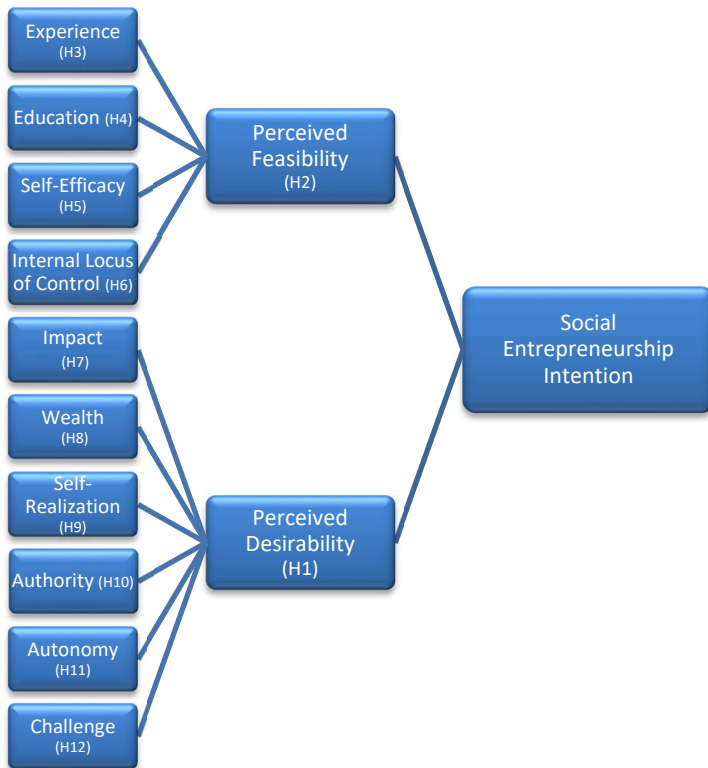 Experience
(H3)
Education (H4)
Self-Efficacy
(H5)
Internal Locus
of Control (H6)
Impact
(H7)
Wealth
(H8)
Self-
Realization
(H9)
Authority (H10)
Autonomy
(H11)
Challenge
(H12)
Perceived
Feasibility
(H2)
Perceived
Desirability
(H1)
Social
Entrepreneurship
Intention